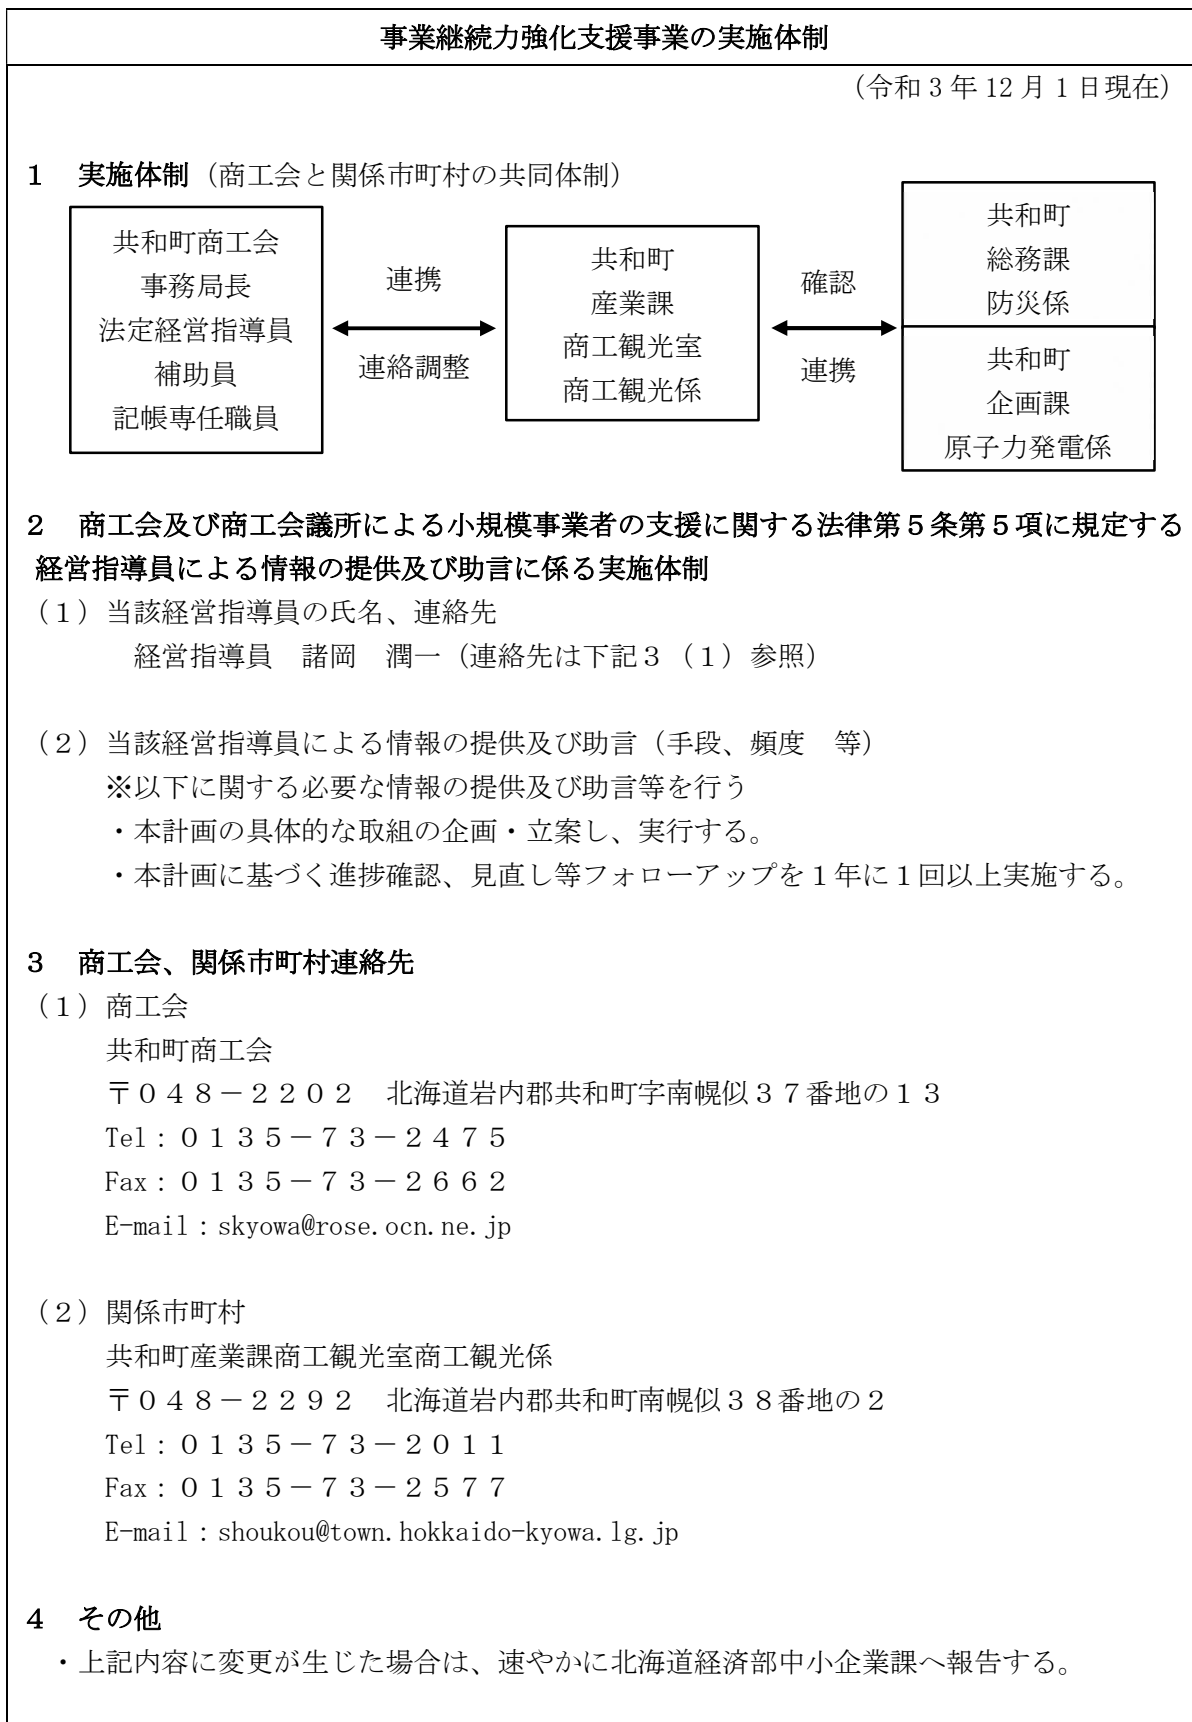 事業継続力強化支援事業の実施体制
（令和３年12月１日現在）
１　実施体制（商工会と関係市町村の共同体制）
共和町商工会
事務局長
法定経営指導員
補助員
記帳専任職員
連携
連絡調整
共和町
産業課
商工観光室
商工観光係
確認
連携
共和町
総務課
防災係
共和町
企画課
原子力発電係
２　商工会及び商工会議所による小規模事業者の支援に関する法律第５条第５項に規定する
経営指導員による情報の提供及び助言に係る実施体制
（１）当該経営指導員の氏名、連絡先
経営指導員　諸岡　潤一（連絡先は下記３（１）参照）
（２）当該経営指導員による情報の提供及び助言（手段、頻度　等）
※以下に関する必要な情報の提供及び助言等を行う
・本計画の具体的な取組の企画・立案し、実行する。
・本計画に基づく進捗確認、見直し等フォローアップを１年に１回以上実施する。
３　商工会、関係市町村連絡先
（１）商工会
共和町商工会
〒０４８－２２０２　北海道岩内郡共和町字南幌似３７番地の１３
Tel：０１３５－７３－２４７５
Fax：０１３５－７３－２６６２
E-mail：skyowa@rose.ocn.ne.jp
（２）関係市町村
共和町産業課商工観光室商工観光係
〒０４８－２２９２　北海道岩内郡共和町南幌似３８番地の２
Tel：０１３５－７３－２０１１
Fax：０１３５－７３－２５７７
E-mail：shoukou@town.hokkaido-kyowa.lg.jp
４　その他
・上記内容に変更が生じた場合は、速やかに北海道経済部中小企業課へ報告する。